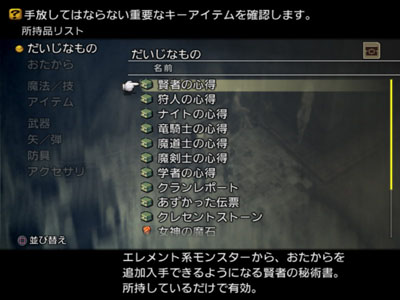 手放してはならない重要なキーアイテムを確認します。
所持品リスト
だいじなもの
おたから
魔法／技
アイテム
武器
矢／弾
防具
アクセサリ
だいじなもの
名前
賢者の心得
狩人の心得
ナイトの心得
竜騎士の心得
魔道士の心得
魔剣士の心得
学者の心得
クランレポート
あずかった伝票
クレセントストーン
女神の魔石
並び替え
エレメント系モンスターから、おたからを
追加入手できるようになる賢者の秘術書。
所持しているだけで有効。